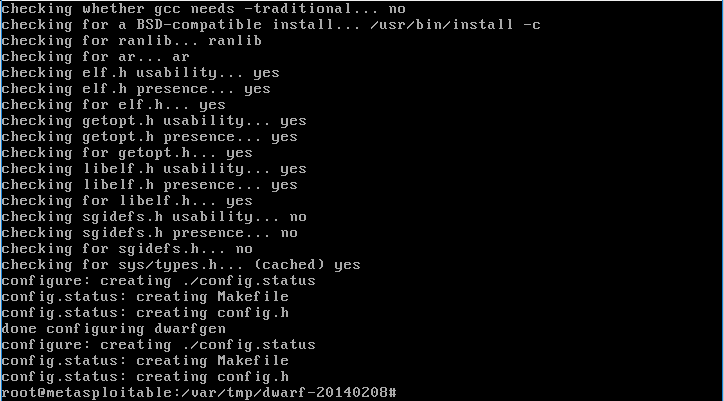 checking whether gcc needs -traditional... no
checking for a BSD-compatible install... /usr/bin/install -c
checking for ranlib... ranlib
checking for ar... ar
checking elf.h usability... yes
checking elf.h presence... yes
checking for elf.h... yes
checking getopt.h usability... yes
checking getopt.h presence... yes
checking for getopt.h... yes
checking libelf.h usability... yes
checking libelf.h presence... yes
checking for libelf.h... yes
checking sgidefs.h usability... no
checking sgidefs.h presence... no
checking for sgidefs.h... no
checking for sys/types.h... (cached) yes
configure: creating ./config.status
config.status: creating Makefile
config.status: creating config.h
done configuring dwarfgen
configure: creating ./config.status
config.status: creating Makefile
config.status: creating config.h
root@metasploitable:/var/tmp/dwarf-20140208#